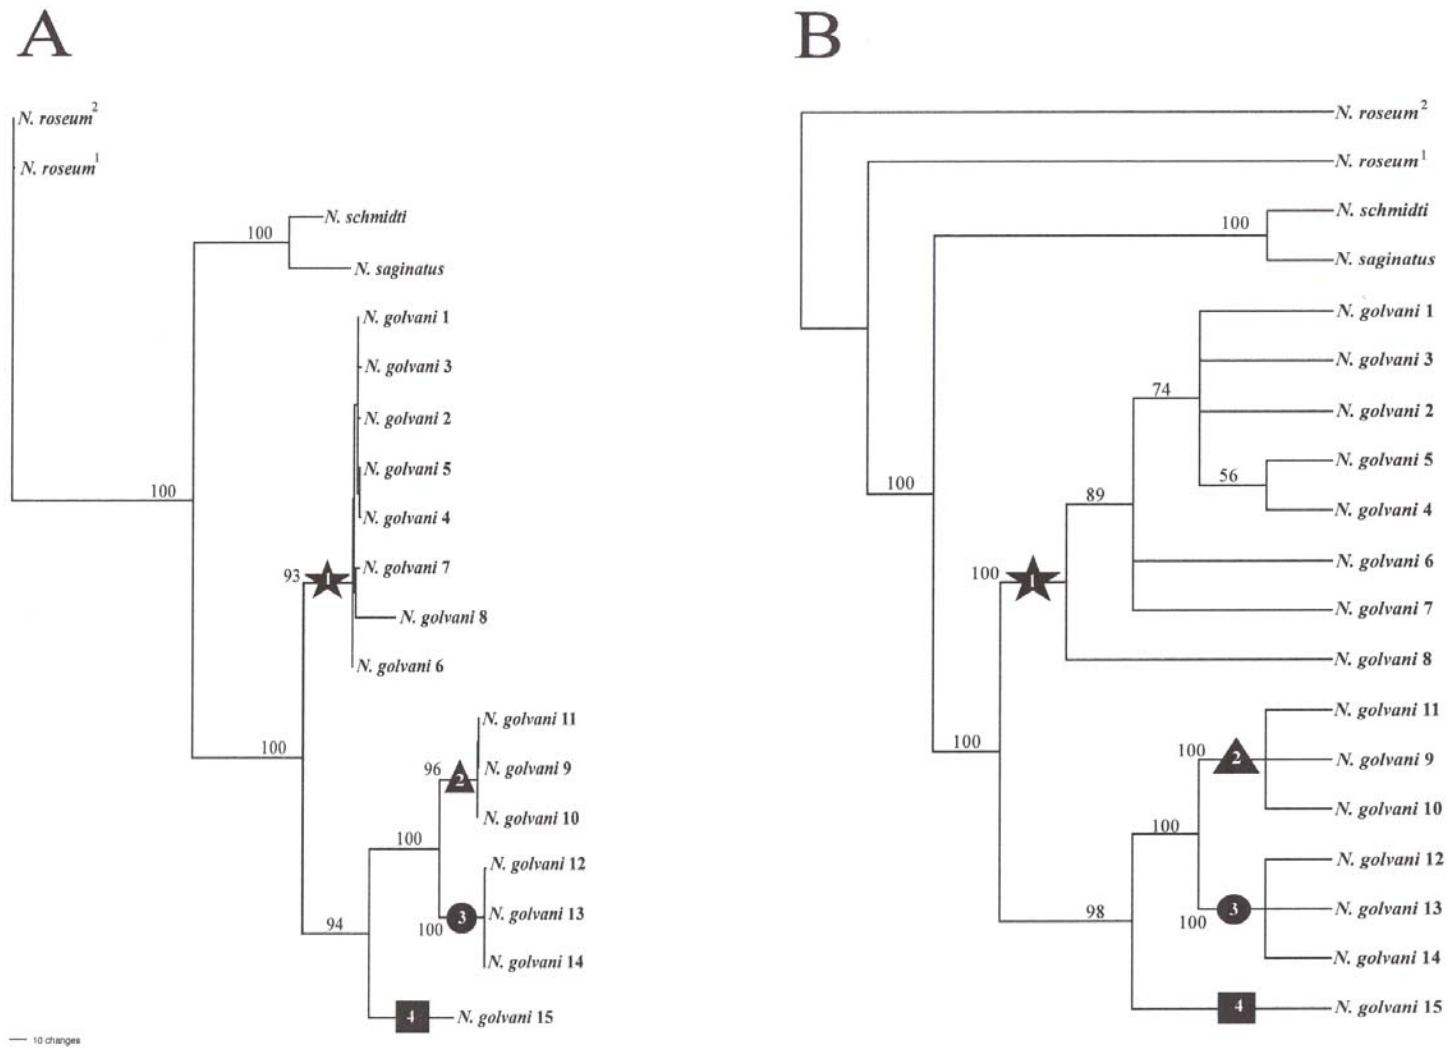 A
N. roseum2
N. roseum1
N. schmidti
100
N. saginatus
N. golvani 1
N. golvani 3
N. golvani 2
N. golvani 5
100
N. golvani 4
N. golvani 7
93
1
N. golvani 8
N. golvani 6
N. golvani 11
100
N. golvani 9
96
2
N. golvani 10
100
N. golvani 12
N. golvani 13
3
94
100
N. golvani 14
4
N. golvani 15
10 changes
B
N. roseum2
N. roseum1
N. schmidti
100
N. saginatus
N. golvani 1
N. golvani 3
74
N. golvani 2
N. golvani 5
56
100
89
N. golvani 4
N. golvani 6
100
1
N. golvani 7
N. golvani 8
N. golvani 11
100
100
2
N. golvani 9
N. golvani 10
100
N. golvani 12
98
3
N. golvani 13
100
N. golvani 14
4
N. golvani 15